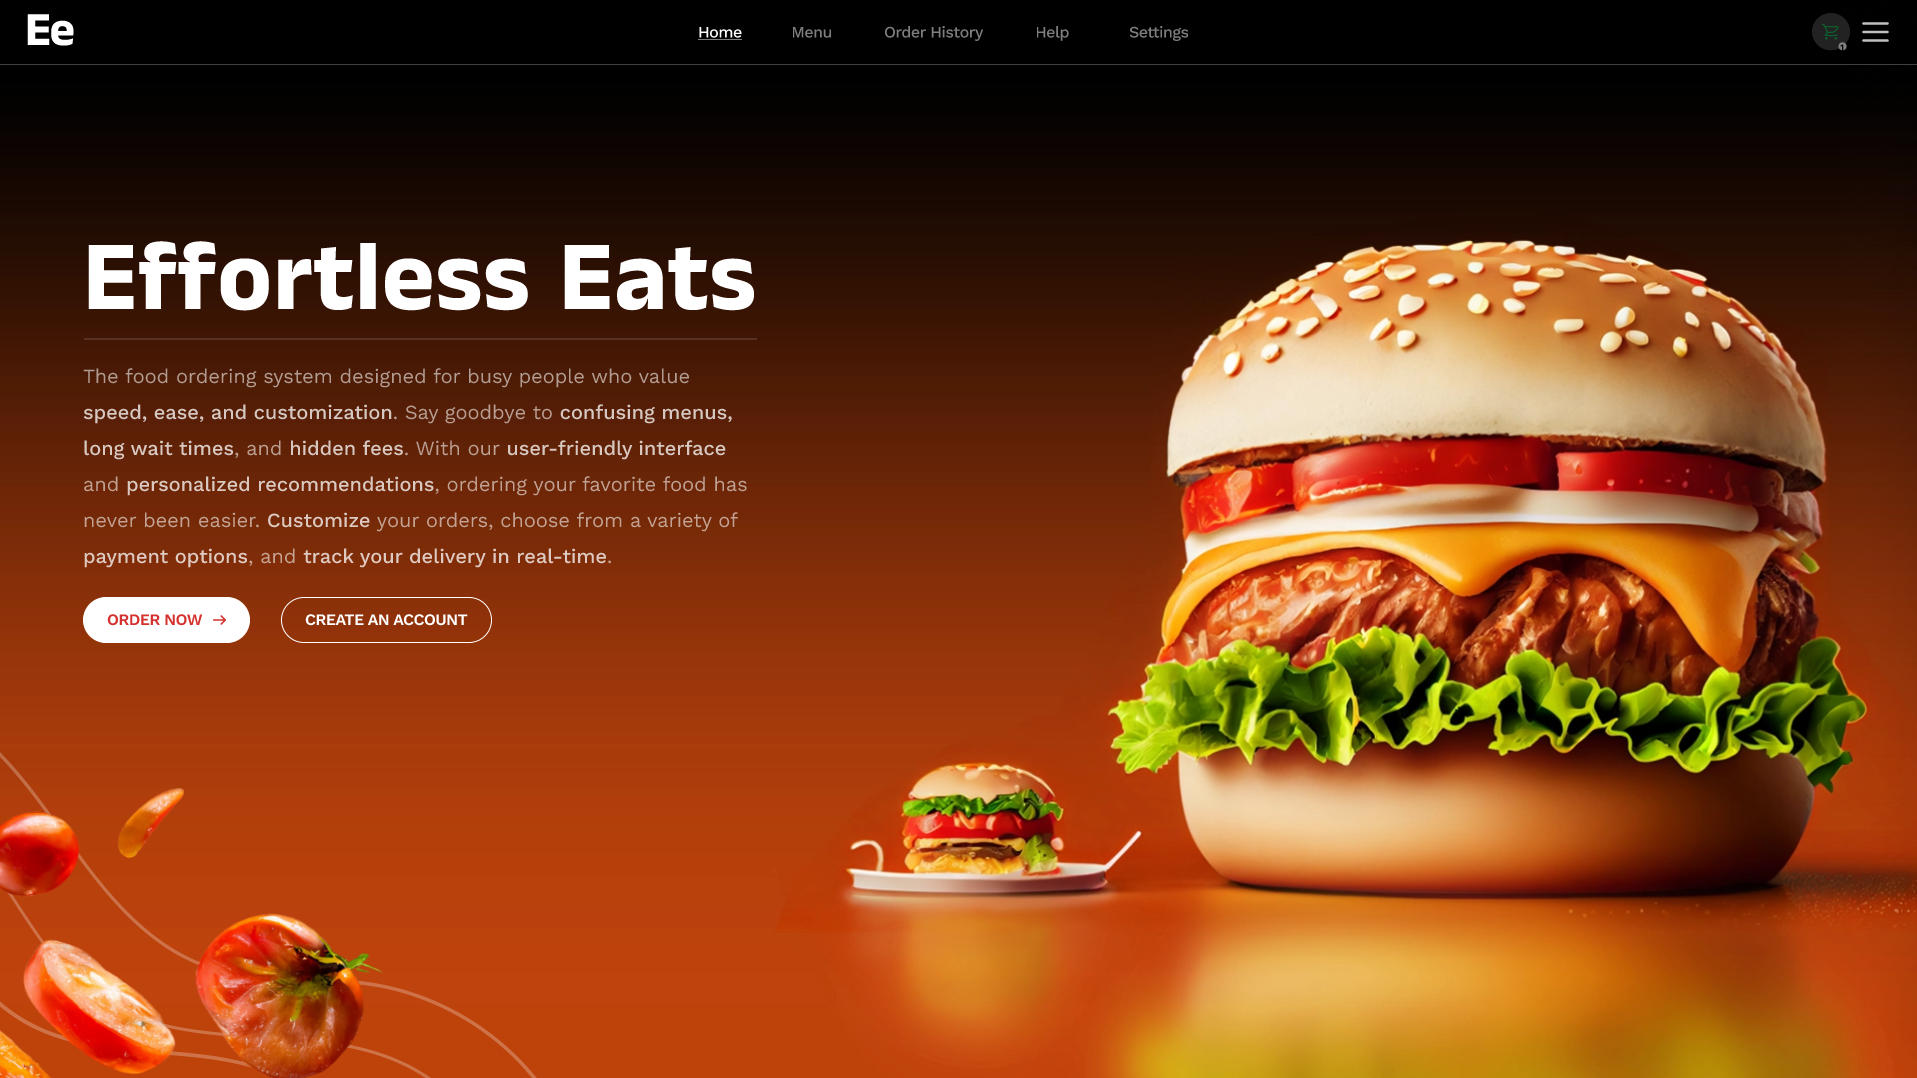 Ee
Home Menu Order History Help Settings
1
Effortless Eats
The food ordering system designed for busy people who value
speed, ease, and customization. Say goodbye to confusing menus,
long wait times, and hidden fees. With our user-friendly interface
and personalized recommendations, ordering your favorite food has
never been easier. Customize your orders, choose from a variety of
payment options, and track your delivery in real-time.
ORDER NOW →
CREATE AN ACCOUNT